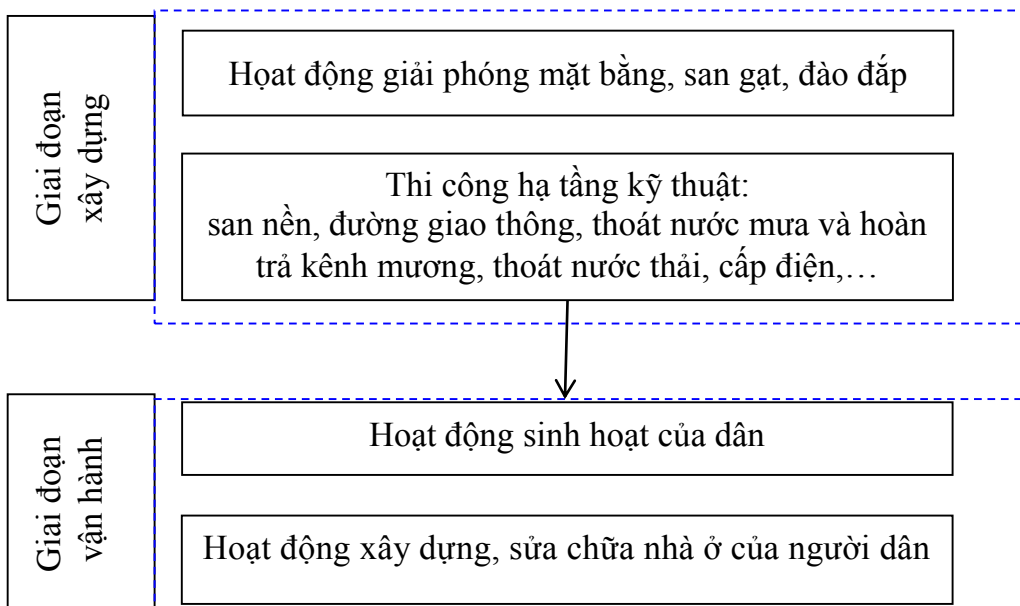 Giai đoạn
xây dựng
Họat động giải phóng mặt bằng, san gạt, đào đắp
Thi công hạ tầng kỹ thuật:
san nền, đường giao thông, thoát nước mưa và hoàn
trả kênh mương, thoát nước thải, cấp điện,…
Giai đoạn
vận hành
Hoạt động sinh hoạt của dân
Hoạt động xây dựng, sửa chữa nhà ở của người dân